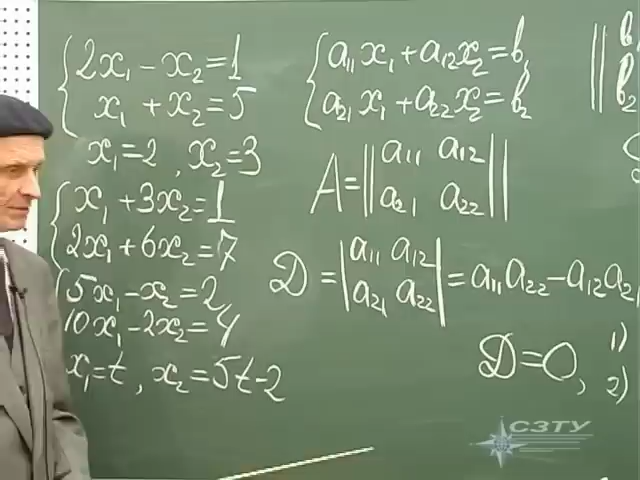 2x₁ - x₂ = 1
x₁ + x₂ = 5
x₁ = 2, x₂ = 3
x₁ + 3x₂ = 1
2x₁ + 6x₂ = 7
5x₁ - x₂ = 2
10x₁ - 2x₂ = 4
x₁ = t, x₂ = 5t - 2
a₁₁x₁ + a₁₂x₂ = b₁
a₂₁x₁ + a₂₂x₂ = b₂
A = ||a₁₁ a₁₂
a₂₁ a₂₂||
D = |a₁₁ a₁₂
a₂₁ a₂₂| = a₁₁a₂₂ - a₁₂a₂₁
D = 0, 1)
2)
СЗТУ